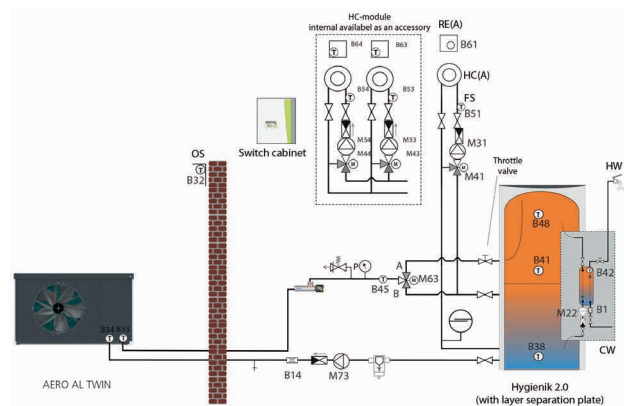 HC-module
internal availabel as an accessory
RE(A)
B64
B63
B61
HC(A)
B54
B53
FS
B51
M34
M33
M31
M44
M43
M
M
M
M41
Switch cabinet
OS
B32
Throttle
valve
HW
B48
P
A
B41
B42
B45
M
M63
B
B1
M22
B34
B33
B38
CW
B14
M73
AERO AL TWIN
Hygienik 2.0
(with layer separation plate)
T
T
T
T
T
T
T
T
T
T
T
T
T